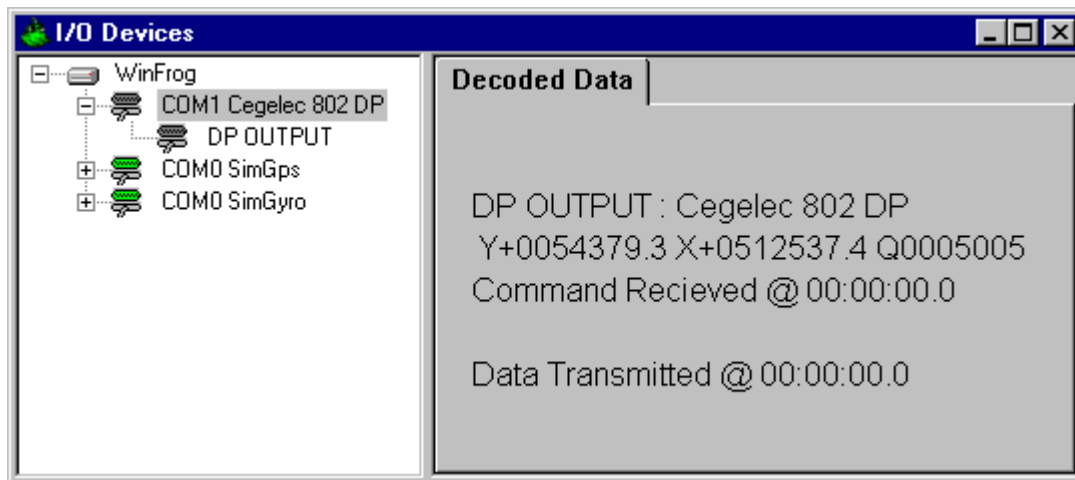 I/O Devices
WinFrog
COM1 Cegelec 802 DP
DP OUTPUT
COM0 SimGps
COM0 SimGyro
Decoded Data
DP OUTPUT : Cegelec 802 DP
Y+0054379.3 X+0512537.4 Q0005005
Command Recieved @ 00:00:00.0
Data Transmitted @ 00:00:00.0